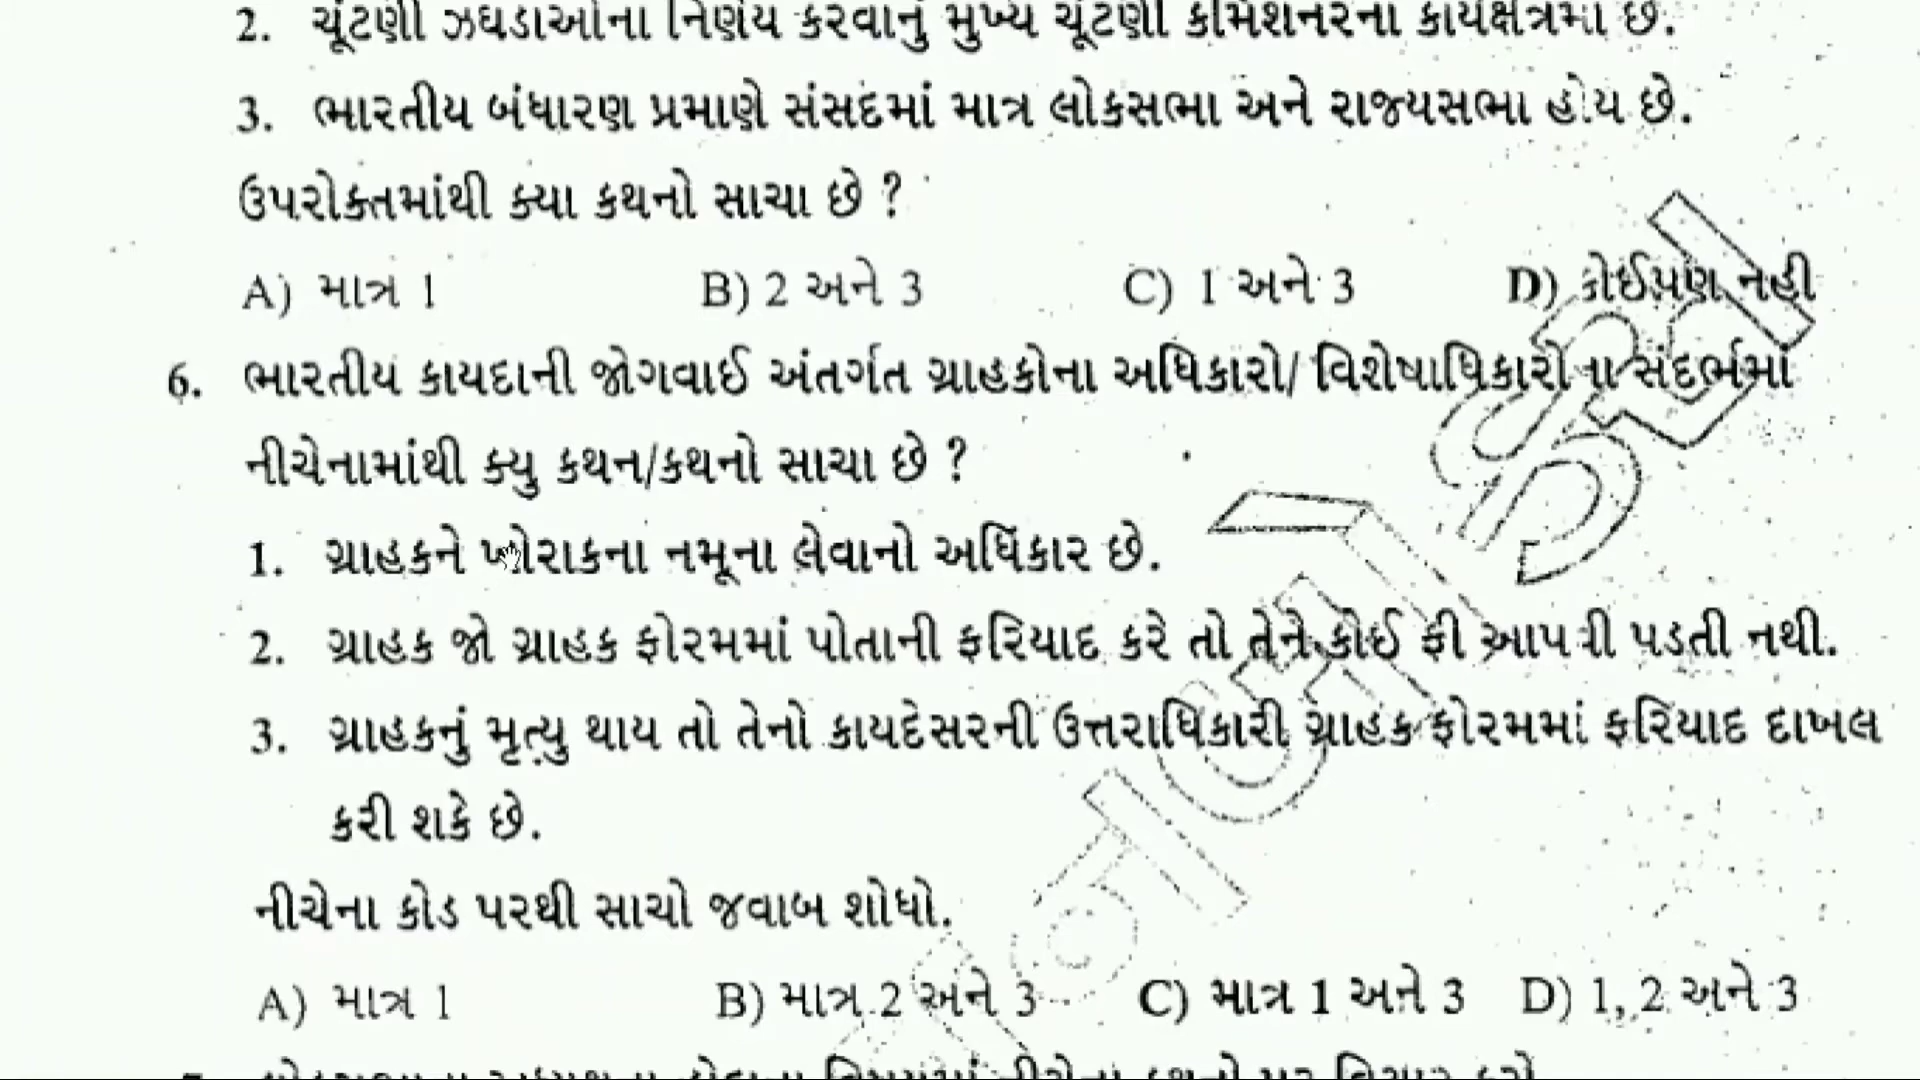 2. ચૂંટણી ઝઘડાઓના નિર્ણય કરવાનું મુખ્ય ચૂંટણી કમિશનરના કાર્યક્ષેત્રમાં છે.
3. ભારતીય બંધારણ પ્રમાણે સંસદમાં માત્ર લોકસભા અને રાજ્યસભા હોય છે.
ઉપરોક્તમાંથી ક્યા કથનો સાચા છે ?
A) માત્ર 1 B) 2 અને 3 C) 1 અને 3 D) કોઈપણ નહી
6. ભારતીય કાયદાની જોગવાઈ અંતર્ગત ગ્રાહકોના અધિકારો/ વિશેષાધિકારોના સંદર્ભમાં
નીચેનામાંથી ક્યુ કથન/કથનો સાચા છે ?
1. ગ્રાહકને ખોરાકના નમૂના લેવાનો અધિકાર છે.
2. ગ્રાહક જો ગ્રાહક ફોરમમાં પોતાની ફરિયાદ કરે તો તેને કોઈ ફી આપવી પડતી નથી.
3. ગ્રાહકનું મૃત્યુ થાય તો તેનો કાયદેસરની ઉત્તરાધિકારી ગ્રાહક ફોરમમાં ફરિયાદ દાખલ
કરી શકે છે.
નીચેના કોડ પરથી સાચો જવાબ શોધો.
A) માત્ર 1 B) માત્ર 2 અને 3 C) માત્ર 1 અને 3 D) 1, 2 અને 3